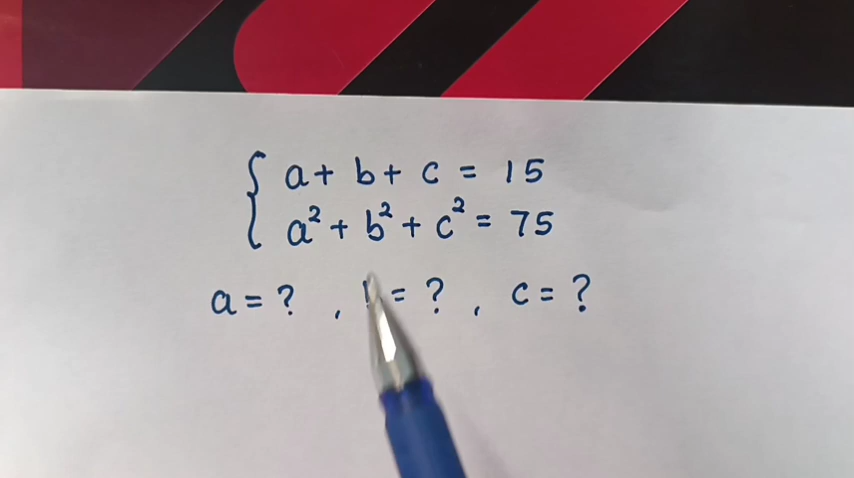 a + b + c = 15
a² + b² + c² = 75
a = ? , = ? , c = ?